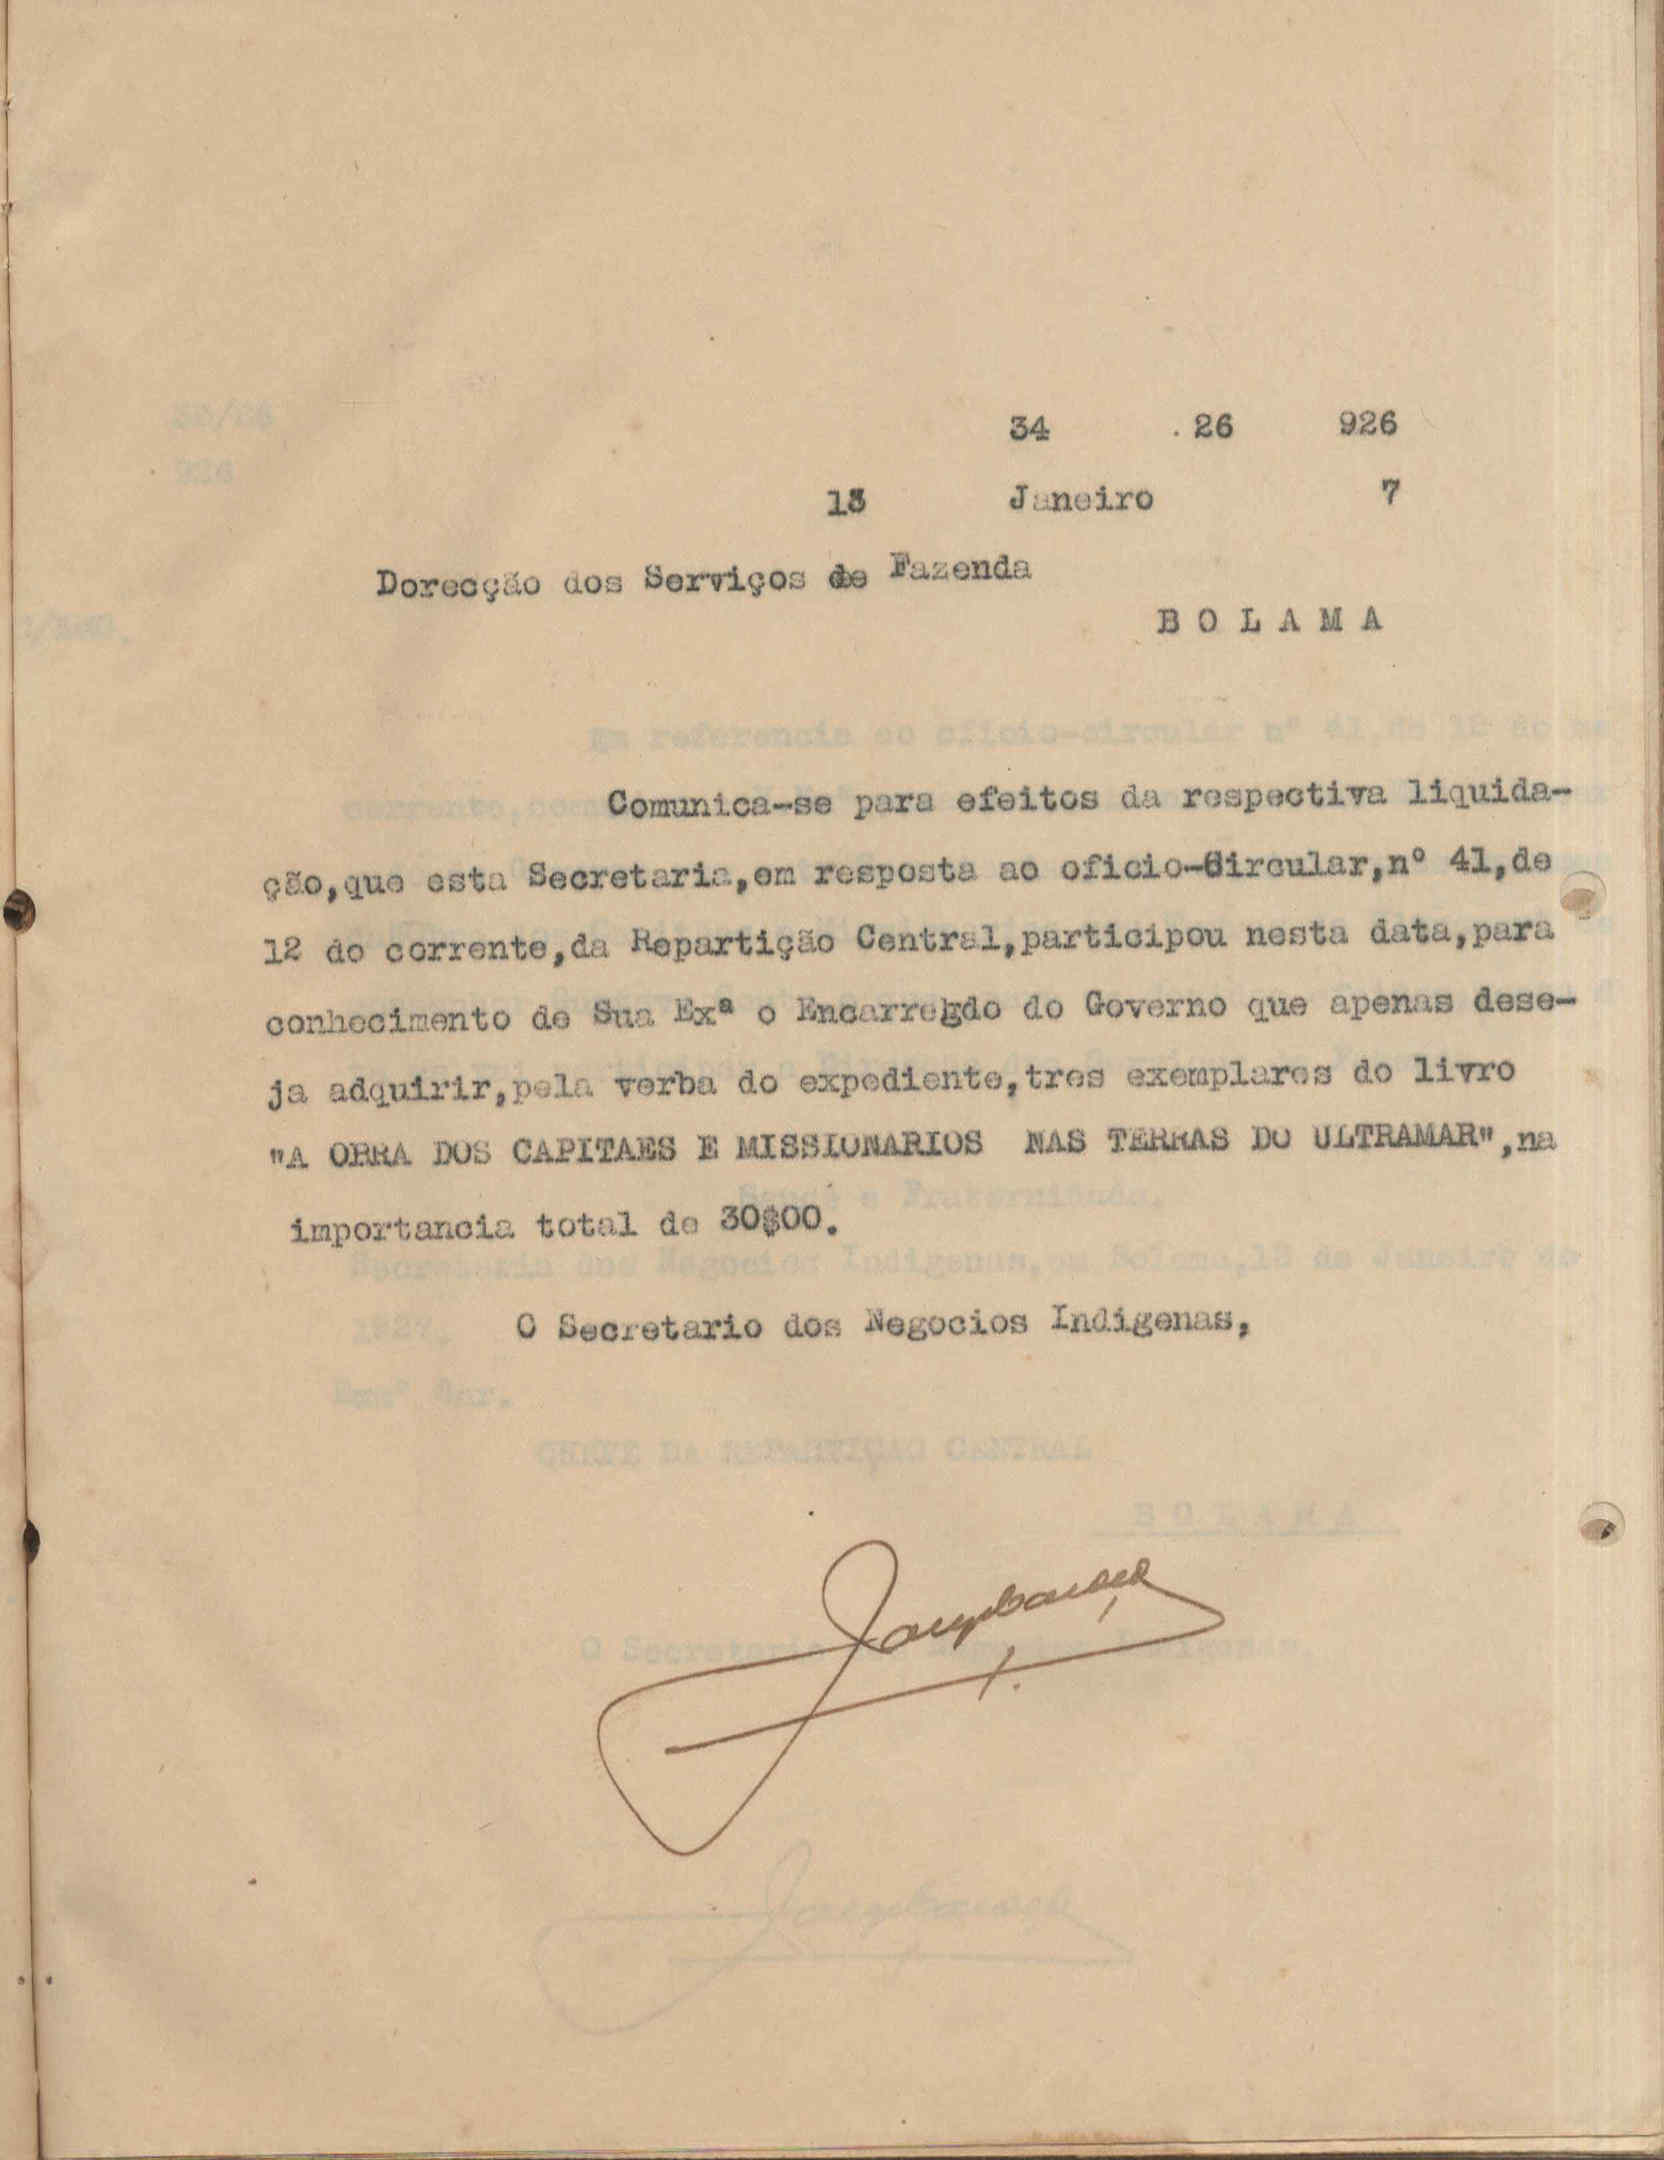 34 . 26 926
13 Janeiro 7
Dorecção dos Serviços de Fazenda
B O L A M A
Comunica-se para efeitos da respectiva liquida-
ção,que esta Secretaria,em resposta ao oficio-Circular,nº 41,de
12 do corrente,da Repartição Central,participou nesta data,para
conhecimento de Sua Exª o Encarregdo do Governo que apenas dese-
ja adquirir,pela verba do expediente,tres exemplares do livro
"A OBRA DOS CAPITAES E MISSIONARIOS NAS TERRAS DO ULTRAMAR",na
importancia total de 30$00.
O Secretario dos Negocios Indigenas,